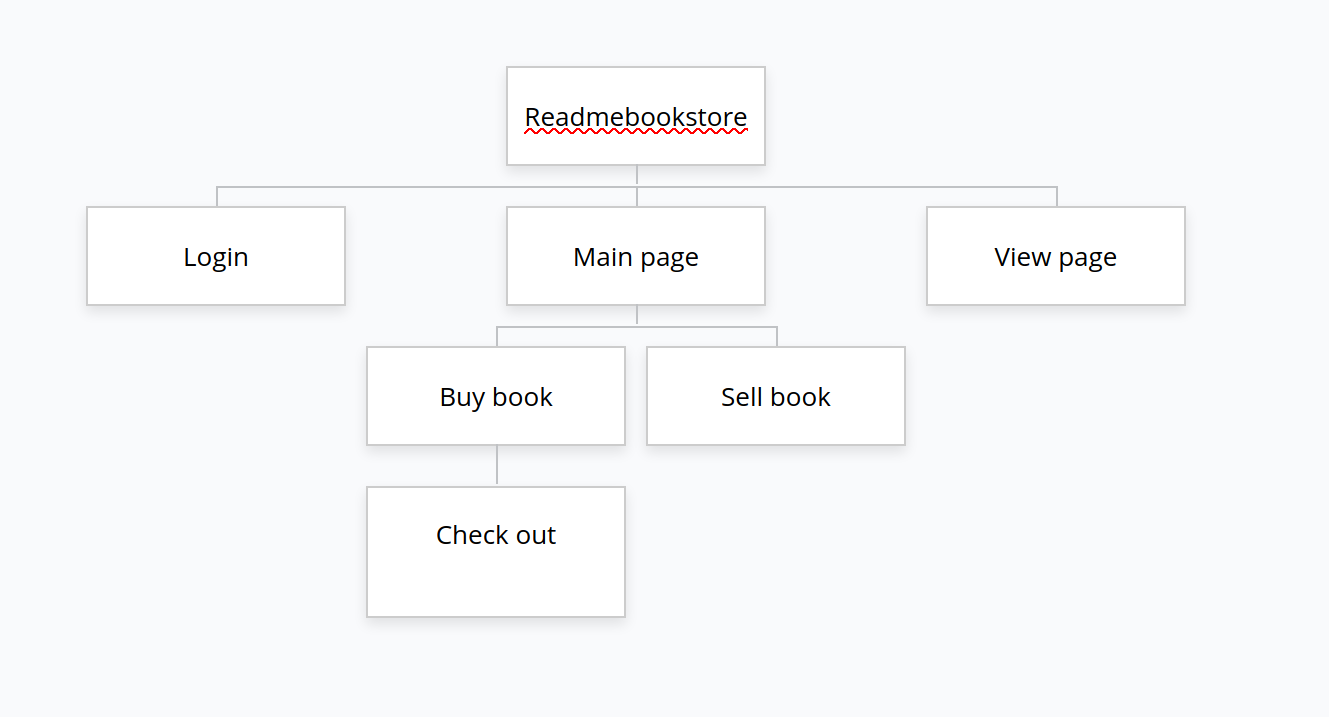 Readmebookstore
Login
Main page
View page
Buy book
Sell book
Check out